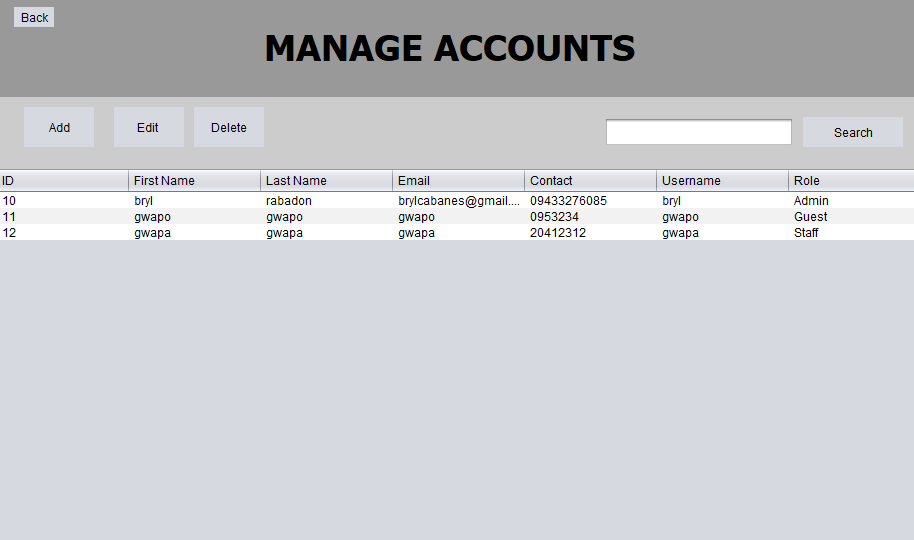 Back
MANAGE ACCOUNTS
Add Edit Delete Search
ID First Name Last Name Email Contact Username Role
10 bryl rabadon brylcabanes@gmail.... 09433276085 bryl Admin
11 gwapo gwapo gwapo 0953234 gwapo Guest
12 gwapa gwapa gwapa 20412312 gwapa Staff